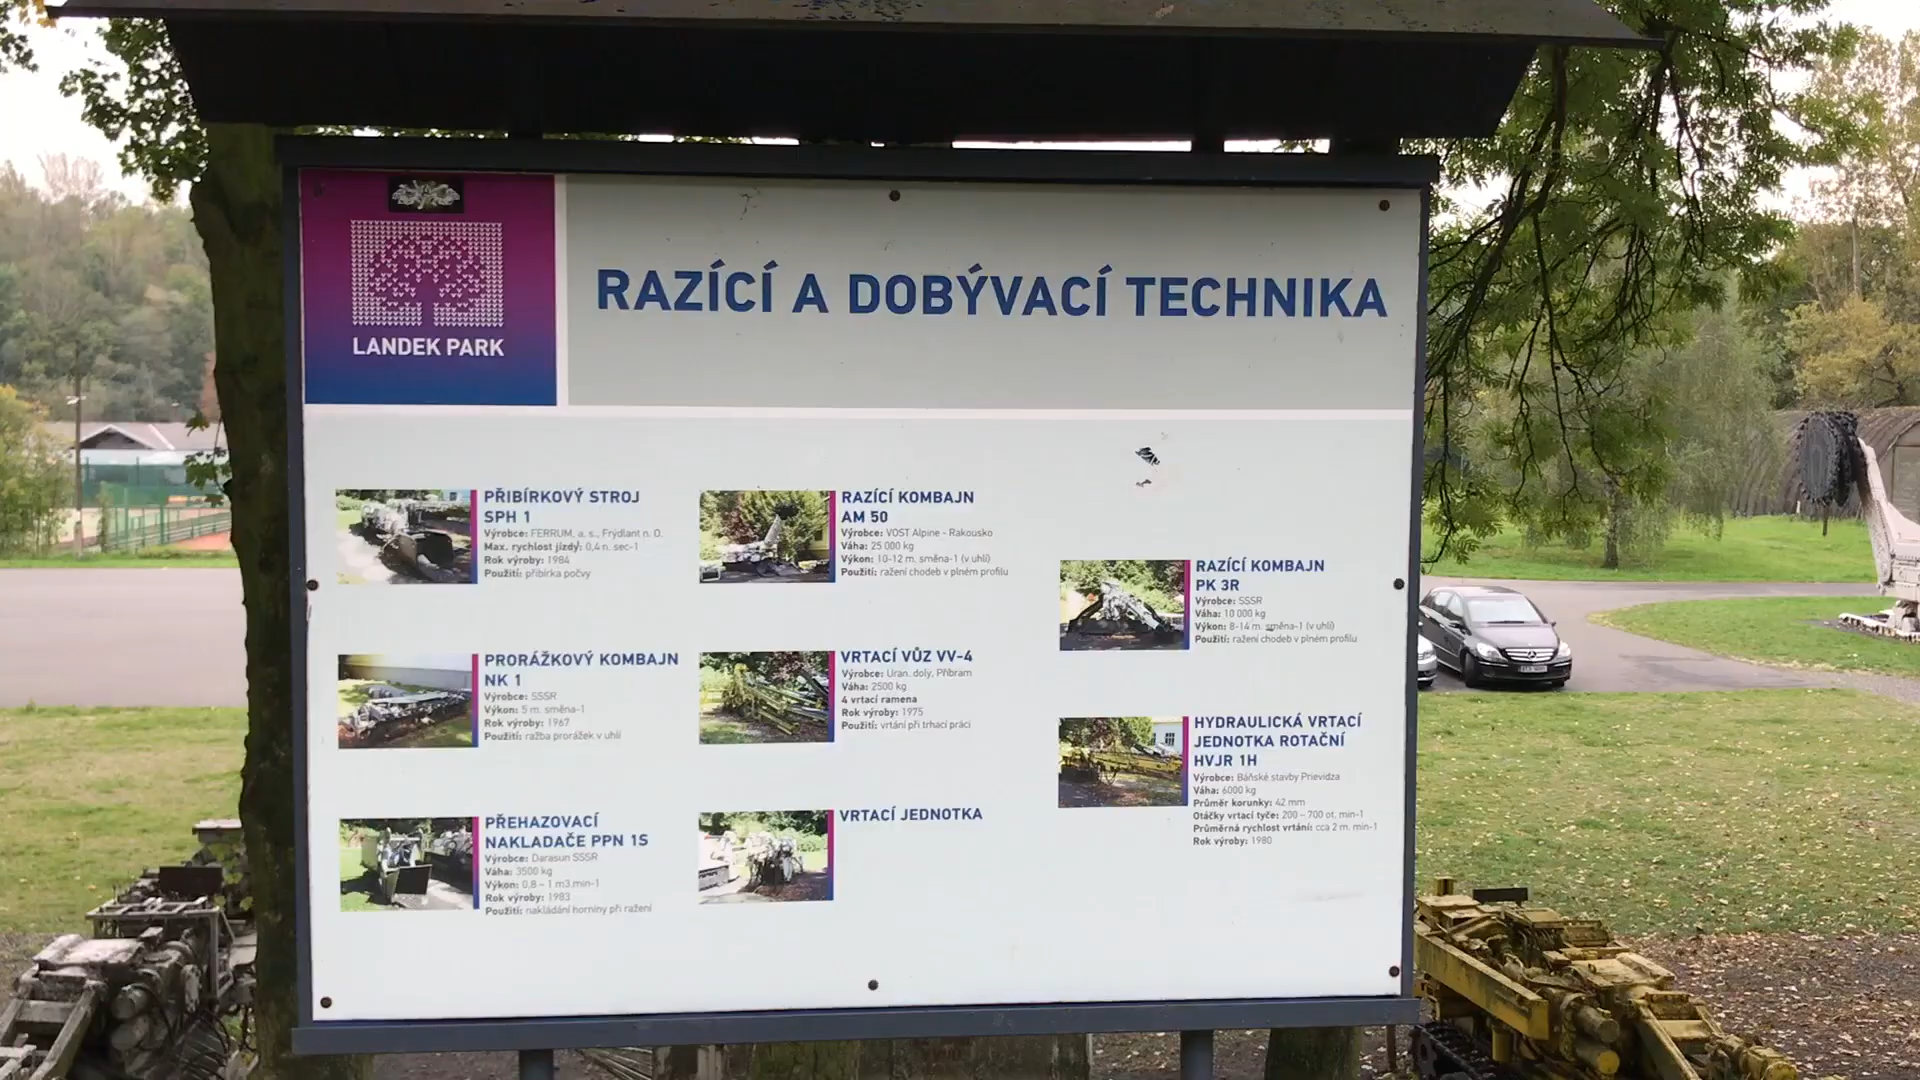 LANDEK PARK
RAZÍCÍ A DOBÝVACÍ TECHNIKA
PŘIBÍRKOVÝ STROJ
SPH 1
Výrobce: FERRUM, a. s., Frýdlant n. O.
Max. rychlost jízdy: 0,4 n. sec-1
Rok výroby: 1984
Použití: přibírka počvy
PRORÁŽKOVÝ KOMBAJN
NK 1
Výrobce: SSSR
Výkon: 5 m. směna-1
Rok výroby: 1967
Použití: ražba prorážek v uhlí
PŘEHAZOVACÍ
NAKLADAČE PPN 1S
Výrobce: Darasun SSSR
Váha: 3500 kg
Výkon: 0,8 – 1 m3.min-1
Rok výroby: 1983
Použití: nakládání horniny při ražení
RAZÍCÍ KOMBAJN
AM 50
Výrobce: VOST Alpine - Rakousko
Váha: 25 000 kg
Výkon: 10-12 m. směna-1 (v uhlí)
Použití: ražení chodeb v plném profilu
VRTACÍ VŮZ VV-4
Výrobce: Uran. doly, Příbram
Váha: 2500 kg
4 vrtací ramena
Rok výroby: 1975
Použití: vrtání při trhací práci
VRTACÍ JEDNOTKA
RAZÍCÍ KOMBAJN
PK 3R
Výrobce: SSSR
Váha: 10 000 kg
Výkon: 8-14 m. směna-1 (v uhlí)
Použití: ražení chodeb v plném profilu
HYDRAULICKÁ VRTACÍ
JEDNOTKA ROTAČNÍ
HVJR 1H
Výrobce: Báňské stavby Prievidza
Váha: 6000 kg
Průměr korunky: 42 mm
Otáčky vrtací tyče: 200 – 700 ot. min-1
Průměrná rychlost vrtání: cca 2 m. min-1
Rok výroby: 1980